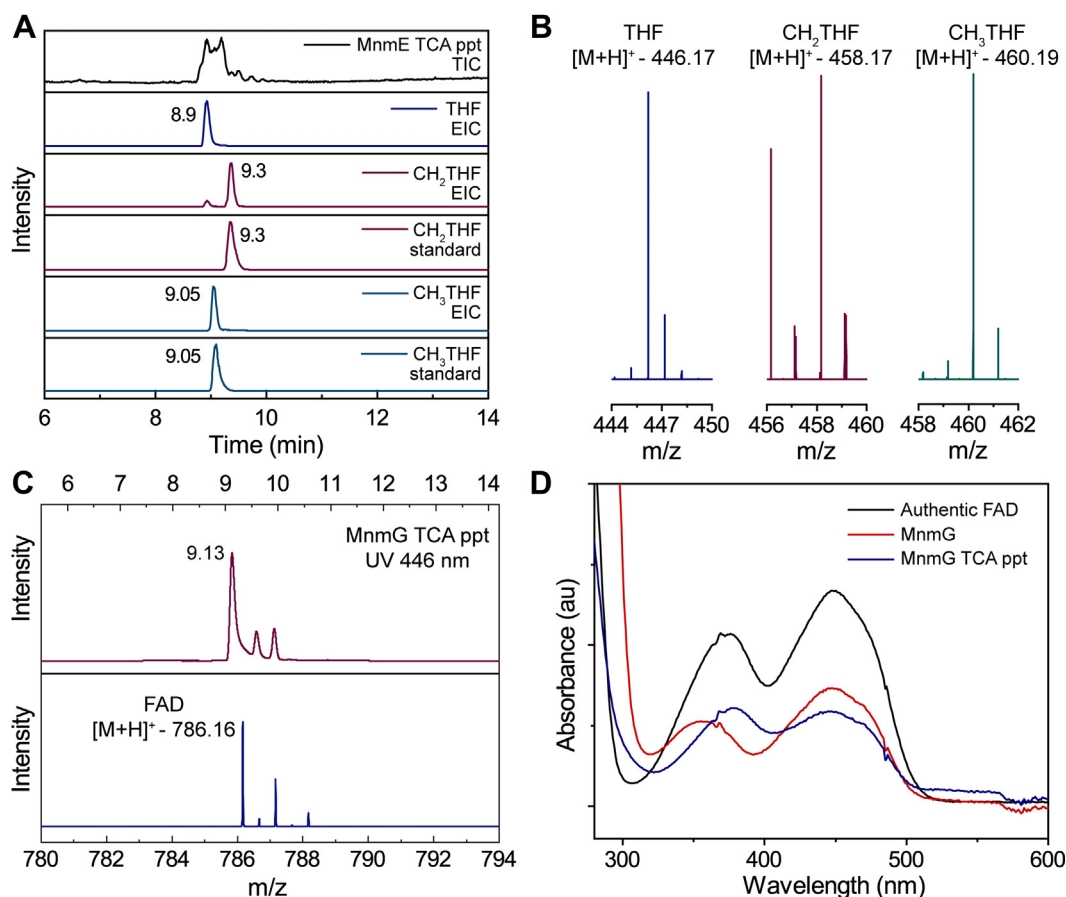 A
MnmE TCA ppt
TIC
THF
EIC
8.9
CH₂THF
EIC
9.3
CH₂THF
standard
9.3
CH₃THF
EIC
9.05
CH₃THF
standard
9.05
Intensity
6 8 10 12 14
Time (min)
B
THF
[M+H]⁺ - 446.17
CH₂THF
[M+H]⁺ - 458.17
CH₃THF
[M+H]⁺ - 460.19
444 447 450
m/z
456 458 460
m/z
458 460 462
m/z
C
6 7 8 9 10 11 12 13 14
MnmG TCA ppt
UV 446 nm
9.13
Intensity
FAD
[M+H]⁺ - 786.16
Intensity
780 782 784 786 788 790 792 794
m/z
D
Authentic FAD
MnmG
MnmG TCA ppt
Absorbance (au)
300 400 500 600
Wavelength (nm)